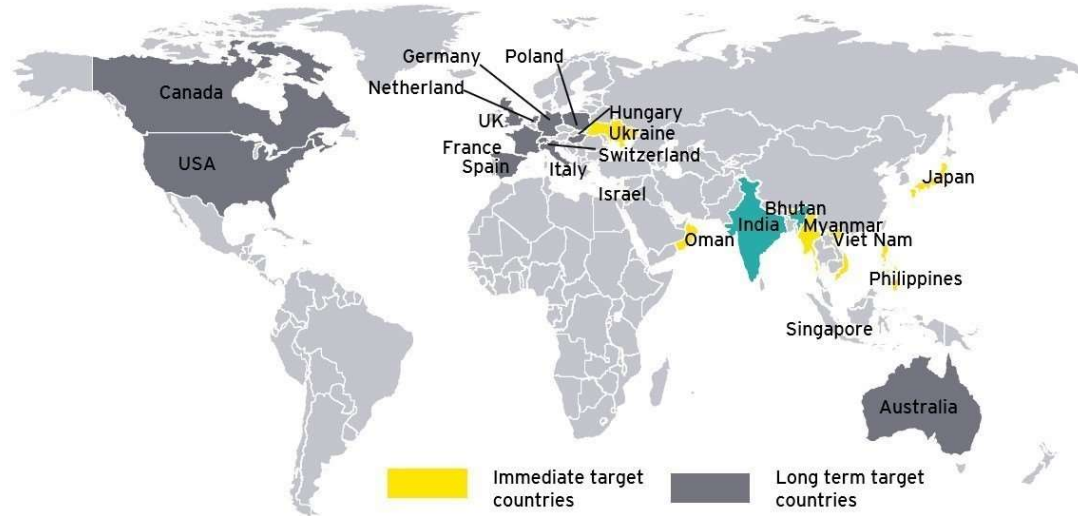 Germany
Poland
Netherland
Canada
Hungary
UK
Ukraine
USA
France
Switzerland
Spain
Italy
Japan
Israel
Bhutan
India
Myanmar
Oman
Viet Nam
Philippines
Singapore
Australia
Immediate target
countries
Long term target
countries